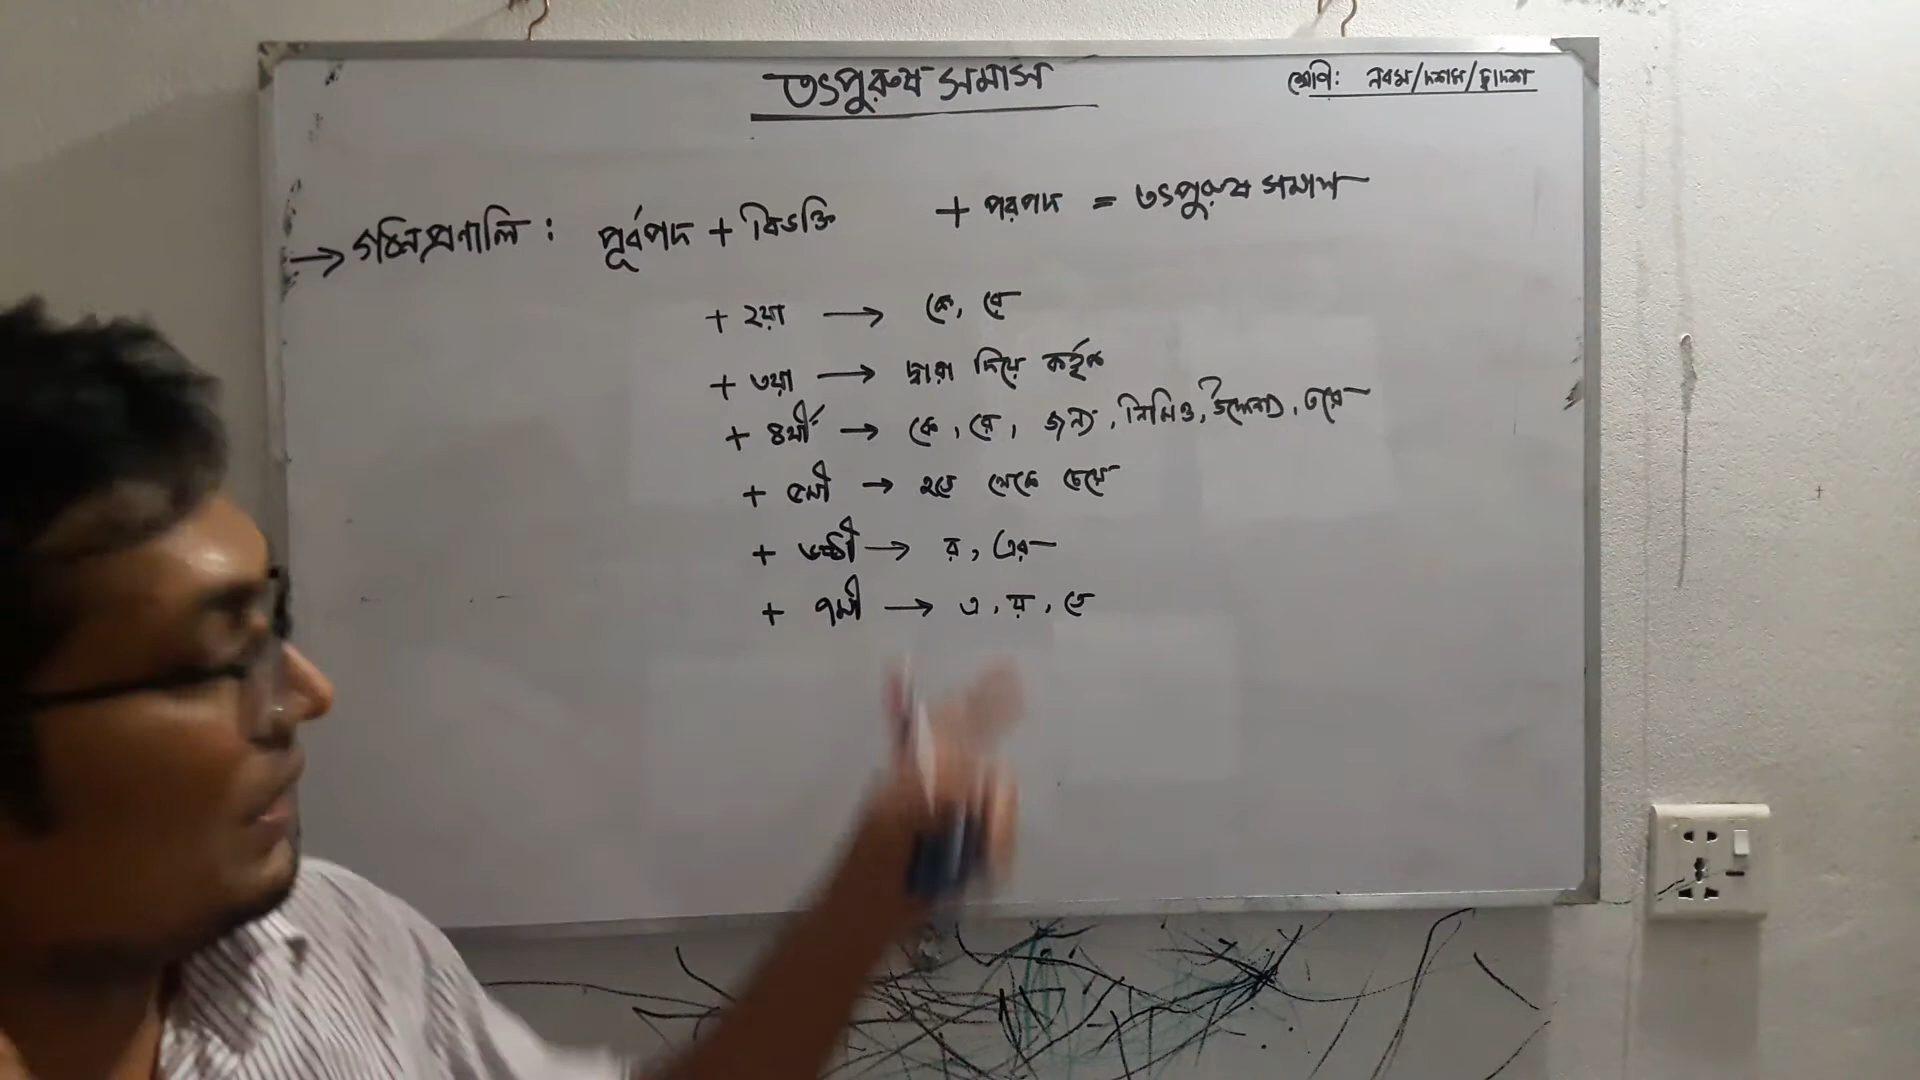 তৎপুরুষ সমাস
শ্রেণি: নবম/দশম/দ্বাদশ
→ গঠনপ্রণালি : পূর্বপদ + বিভক্তি + পরপদ = তৎপুরুষ সমাস
+ ২য়া → কে, রে
+ ৩য়া → দ্বারা দিয়ে কর্তৃক
+ ৪র্থী → কে, রে, জন্য, নিমিত্ত, উদ্দেশ্য, তরে
+ ৫মী → হতে থেকে চেয়ে
+ ৬ষ্ঠী → র, এর
+ ৭মী → এ, য়, তে